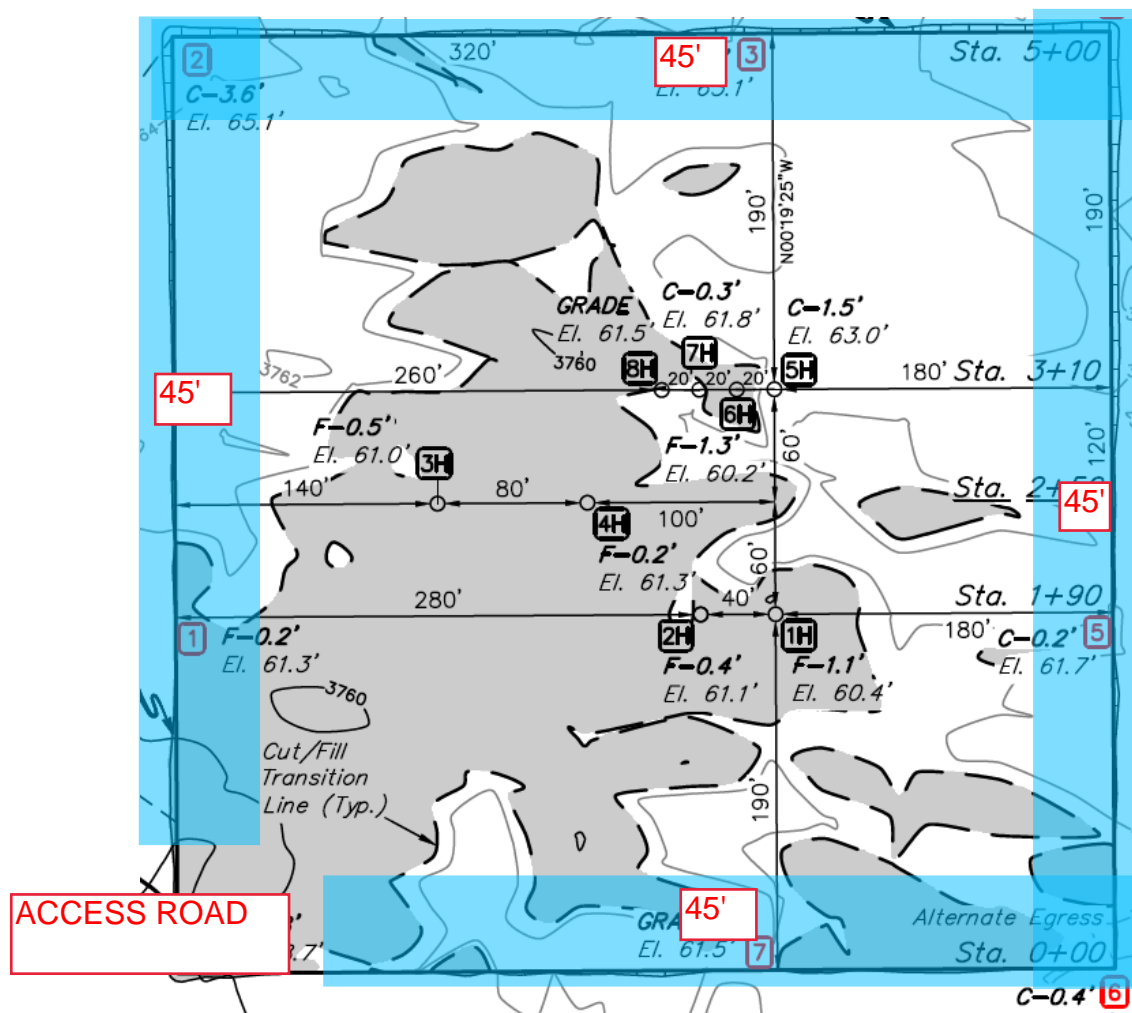 320'
45'
3
Sta. 5+00
2
C-3.6'
El. 65.1'
El. 65.1'
190'
N00°19'25"W
190'
GRADE
El. 61.5'
C-0.3'
El. 61.8'
C-1.5'
El. 63.0'
3760
3762
7H
8H
5H
45'
260'
20'
20'
20'
180'
Sta. 3+10
6H
F-0.5'
El. 61.0'
F-1.3'
El. 60.2'
60'
120'
3H
140'
80'
4H
100'
Sta.
45'
F-0.2'
El. 61.3'
60'
280'
40'
Sta. 1+90
180'
1
F-0.2'
El. 61.3'
2H
1H
C-0.2'
5
El. 61.7'
F-0.4'
El. 61.1'
F-1.1'
El. 60.4'
3760
Cut/Fill
Transition
Line (Typ.)
190'
ACCESS ROAD
45'
Alternate Egress
El. 61.5'
7
Sta. 0+00
C-0.4'
6